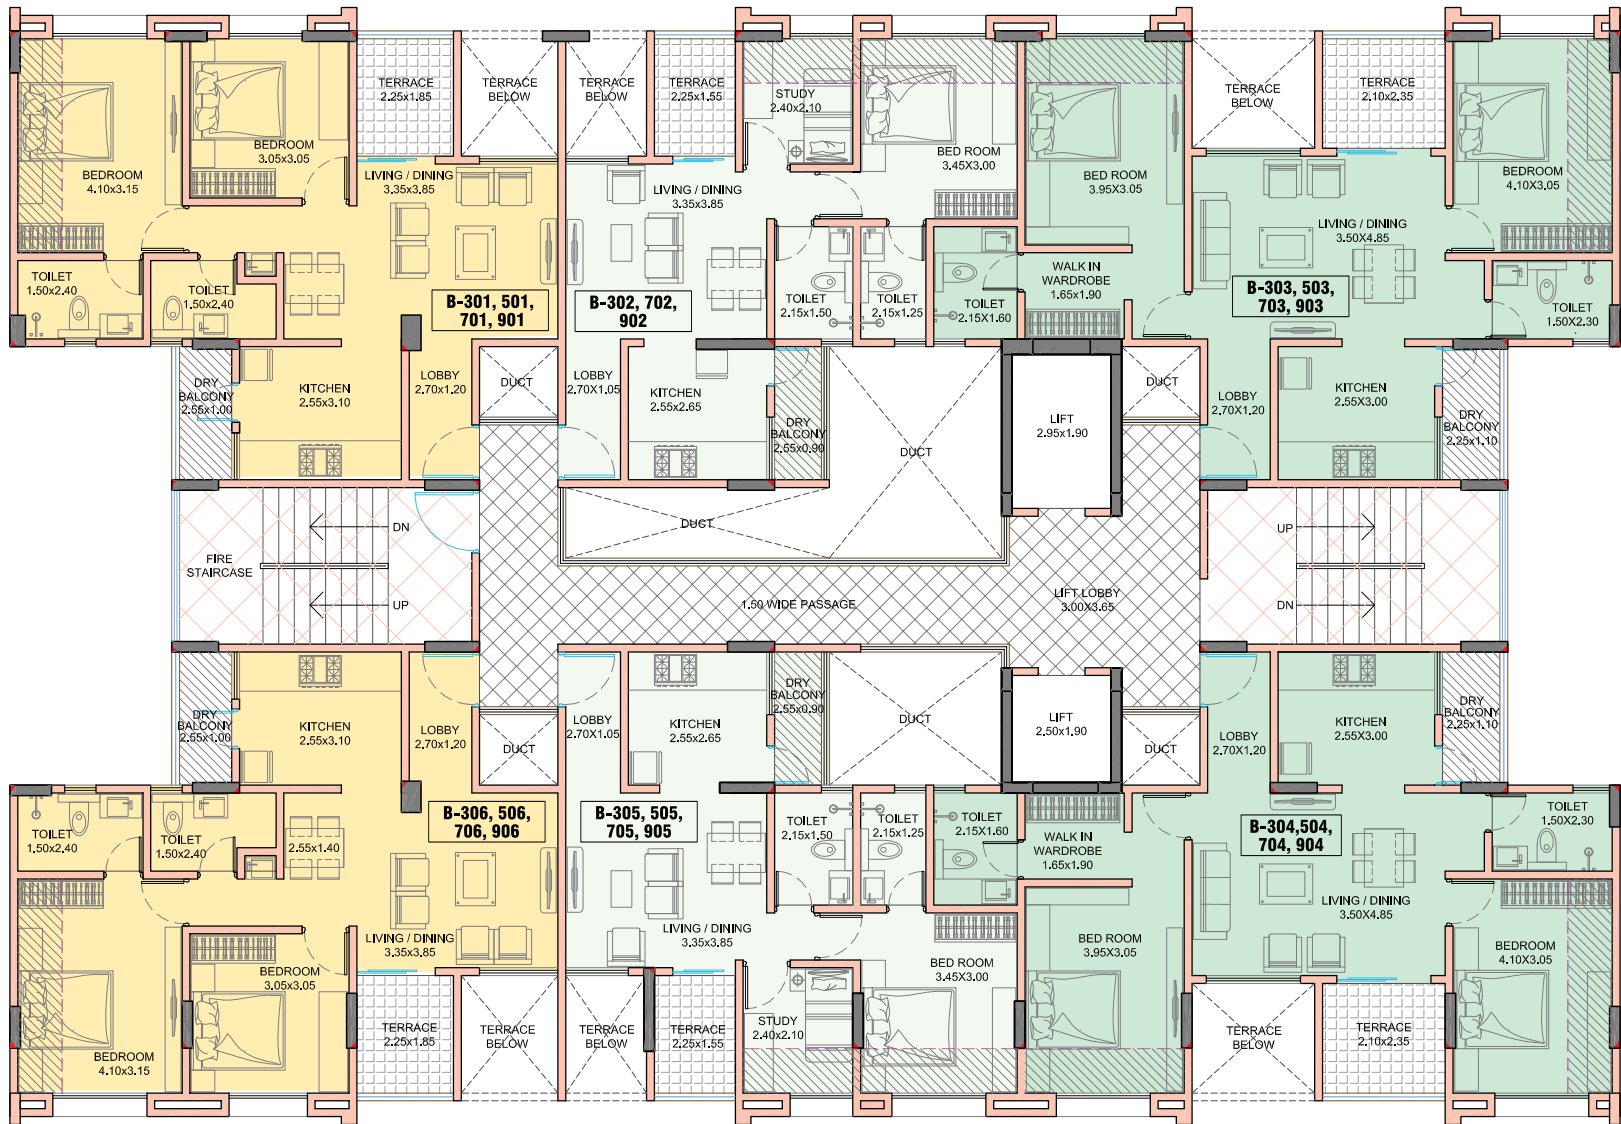 TERRACE
2.25x1.85
TERRACE
BELOW
TERRACE
BELOW
TERRACE
2.25x1.55
STUDY
2.40x2.10
BED ROOM
3.45X3.00
TERRACE
BELOW
TERRACE
2.10x2.35
BEDROOM
3.05x3.05
BEDROOM
4.10x3.15
LIVING / DINING
3.35x3.85
LIVING / DINING
3.35x3.85
BED ROOM
3.95X3.05
BEDROOM
4.10X3.05
LIVING / DINING
3.50X4.85
TOILET
1.50x2.40
TOILET
1.50x2.40
B-301, 501,
701, 901
B-302, 702,
902
TOILET
2.15x1.50
TOILET
2.15x1.25
TOILET
2.15X1.60
WALK IN
WARDROBE
1.65x1.90
B-303, 503,
703, 903
TOILET
1.50X2.30
DRY
BALCONY
2.55x1.00
KITCHEN
2.55x3.10
LOBBY
2.70x1.20
DUCT
LOBBY
2.70X1.05
KITCHEN
2.55x2.65
DRY
BALCONY
2.55x0.90
DUCT
LIFT
2.95x1.90
DUCT
LOBBY
2.70X1.20
KITCHEN
2.55X3.00
DRY
BALCONY
2.25x1.10
DN
FIRE
STAIRCASE
UP
DUCT
1.50 WIDE PASSAGE
LIFT LOBBY
3.00X3.65
UP
DN
DRY
BALCONY
2.55x1.00
KITCHEN
2.55x3.10
LOBBY
2.70x1.20
DUCT
LOBBY
2.70X1.05
KITCHEN
2.55x2.65
DRY
BALCONY
2.55x0.90
DUCT
LIFT
2.50x1.90
DUCT
LOBBY
2.70X1.20
KITCHEN
2.55X3.00
DRY
BALCONY
2.25x1.10
TOILET
1.50x2.40
TOILET
1.50x2.40
2.55x1.40
B-306, 506,
706, 906
B-305, 505,
705, 905
TOILET
2.15x1.50
TOILET
2.15x1.25
TOILET
2.15X1.60
WALK IN
WARDROBE
1.65x1.90
B-304,504,
704, 904
TOILET
1.50X2.30
LIVING / DINING
3.35x3.85
LIVING / DINING
3.35x3.85
LIVING / DINING
3.50X4.85
BEDROOM
3.05x3.05
BED ROOM
3.45X3.00
BED ROOM
3.95X3.05
BEDROOM
4.10X3.05
BEDROOM
4.10x3.15
TERRACE
2.25x1.85
TERRACE
BELOW
TERRACE
BELOW
TERRACE
2.25x1.55
STUDY
2.40x2.10
TERRACE
BELOW
TERRACE
2.10x2.35